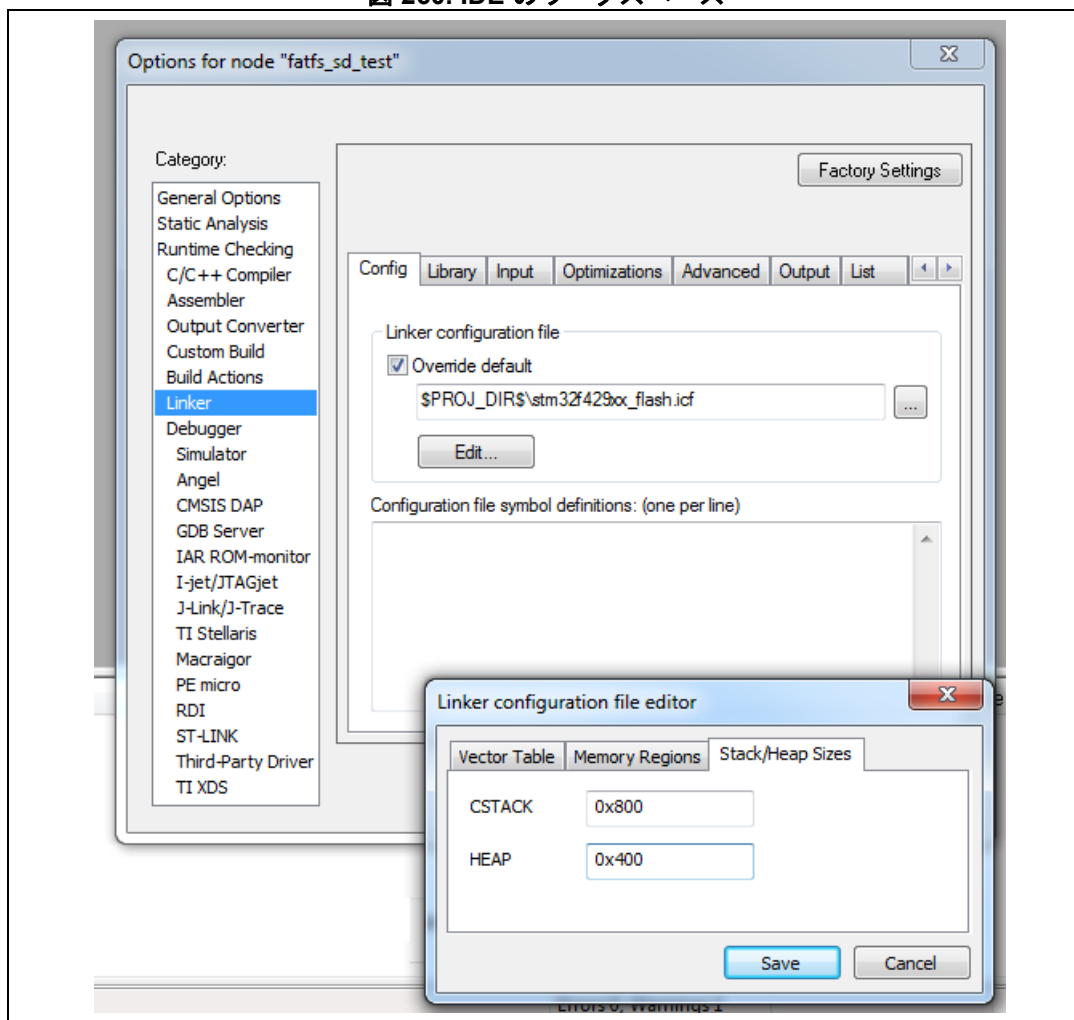 Options for node "fatfs_sd_test"
Category:
Factory Settings
General Options
Static Analysis
Runtime Checking
C/C++ Compiler
Assembler
Output Converter
Custom Build
Build Actions
Linker
Debugger
Simulator
Angel
CMSIS DAP
GDB Server
IAR ROM-monitor
I-jet/JTAGjet
J-Link/J-Trace
TI Stellaris
Macraigor
PE micro
RDI
ST-LINK
Third-Party Driver
TI XDS
Config Library Input Optimizations Advanced Output List
Linker configuration file
Override default
$PROJ_DIR$\stm32f429xx_flash.icf
...
Edit...
Configuration file symbol definitions: (one per line)
Linker configuration file editor
Vector Table Memory Regions Stack/Heap Sizes
CSTACK 0x800
HEAP 0x400
Save Cancel
Errors 0, Warnings 1